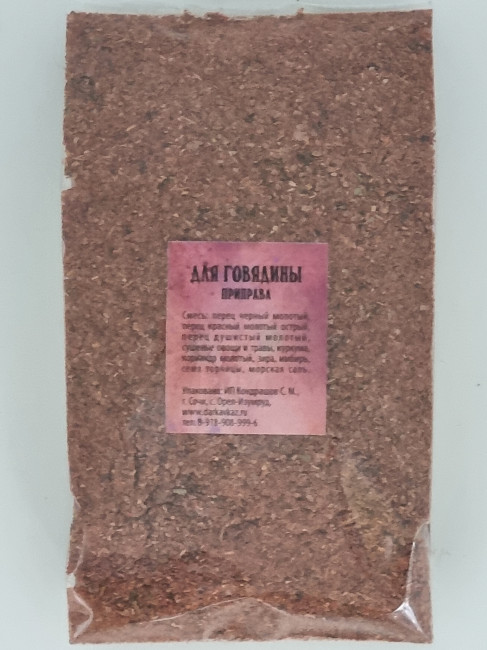 ДЛЯ ГОВЯДИНЫ
ПРИПРАВА
Смесь: перец черный молотый,
перец красный молотый острый,
перец душистый молотый,
сушеные овощи и травы, куркума,
кориандр молотый, зира, имбирь,
семя горчицы, морская соль.
Упаковано: ИП Кондрашов С. М.,
г. Сочи, с. Орел-Изумруд,
www.darkavkaz.ru
тел. 8-918-908-999-6